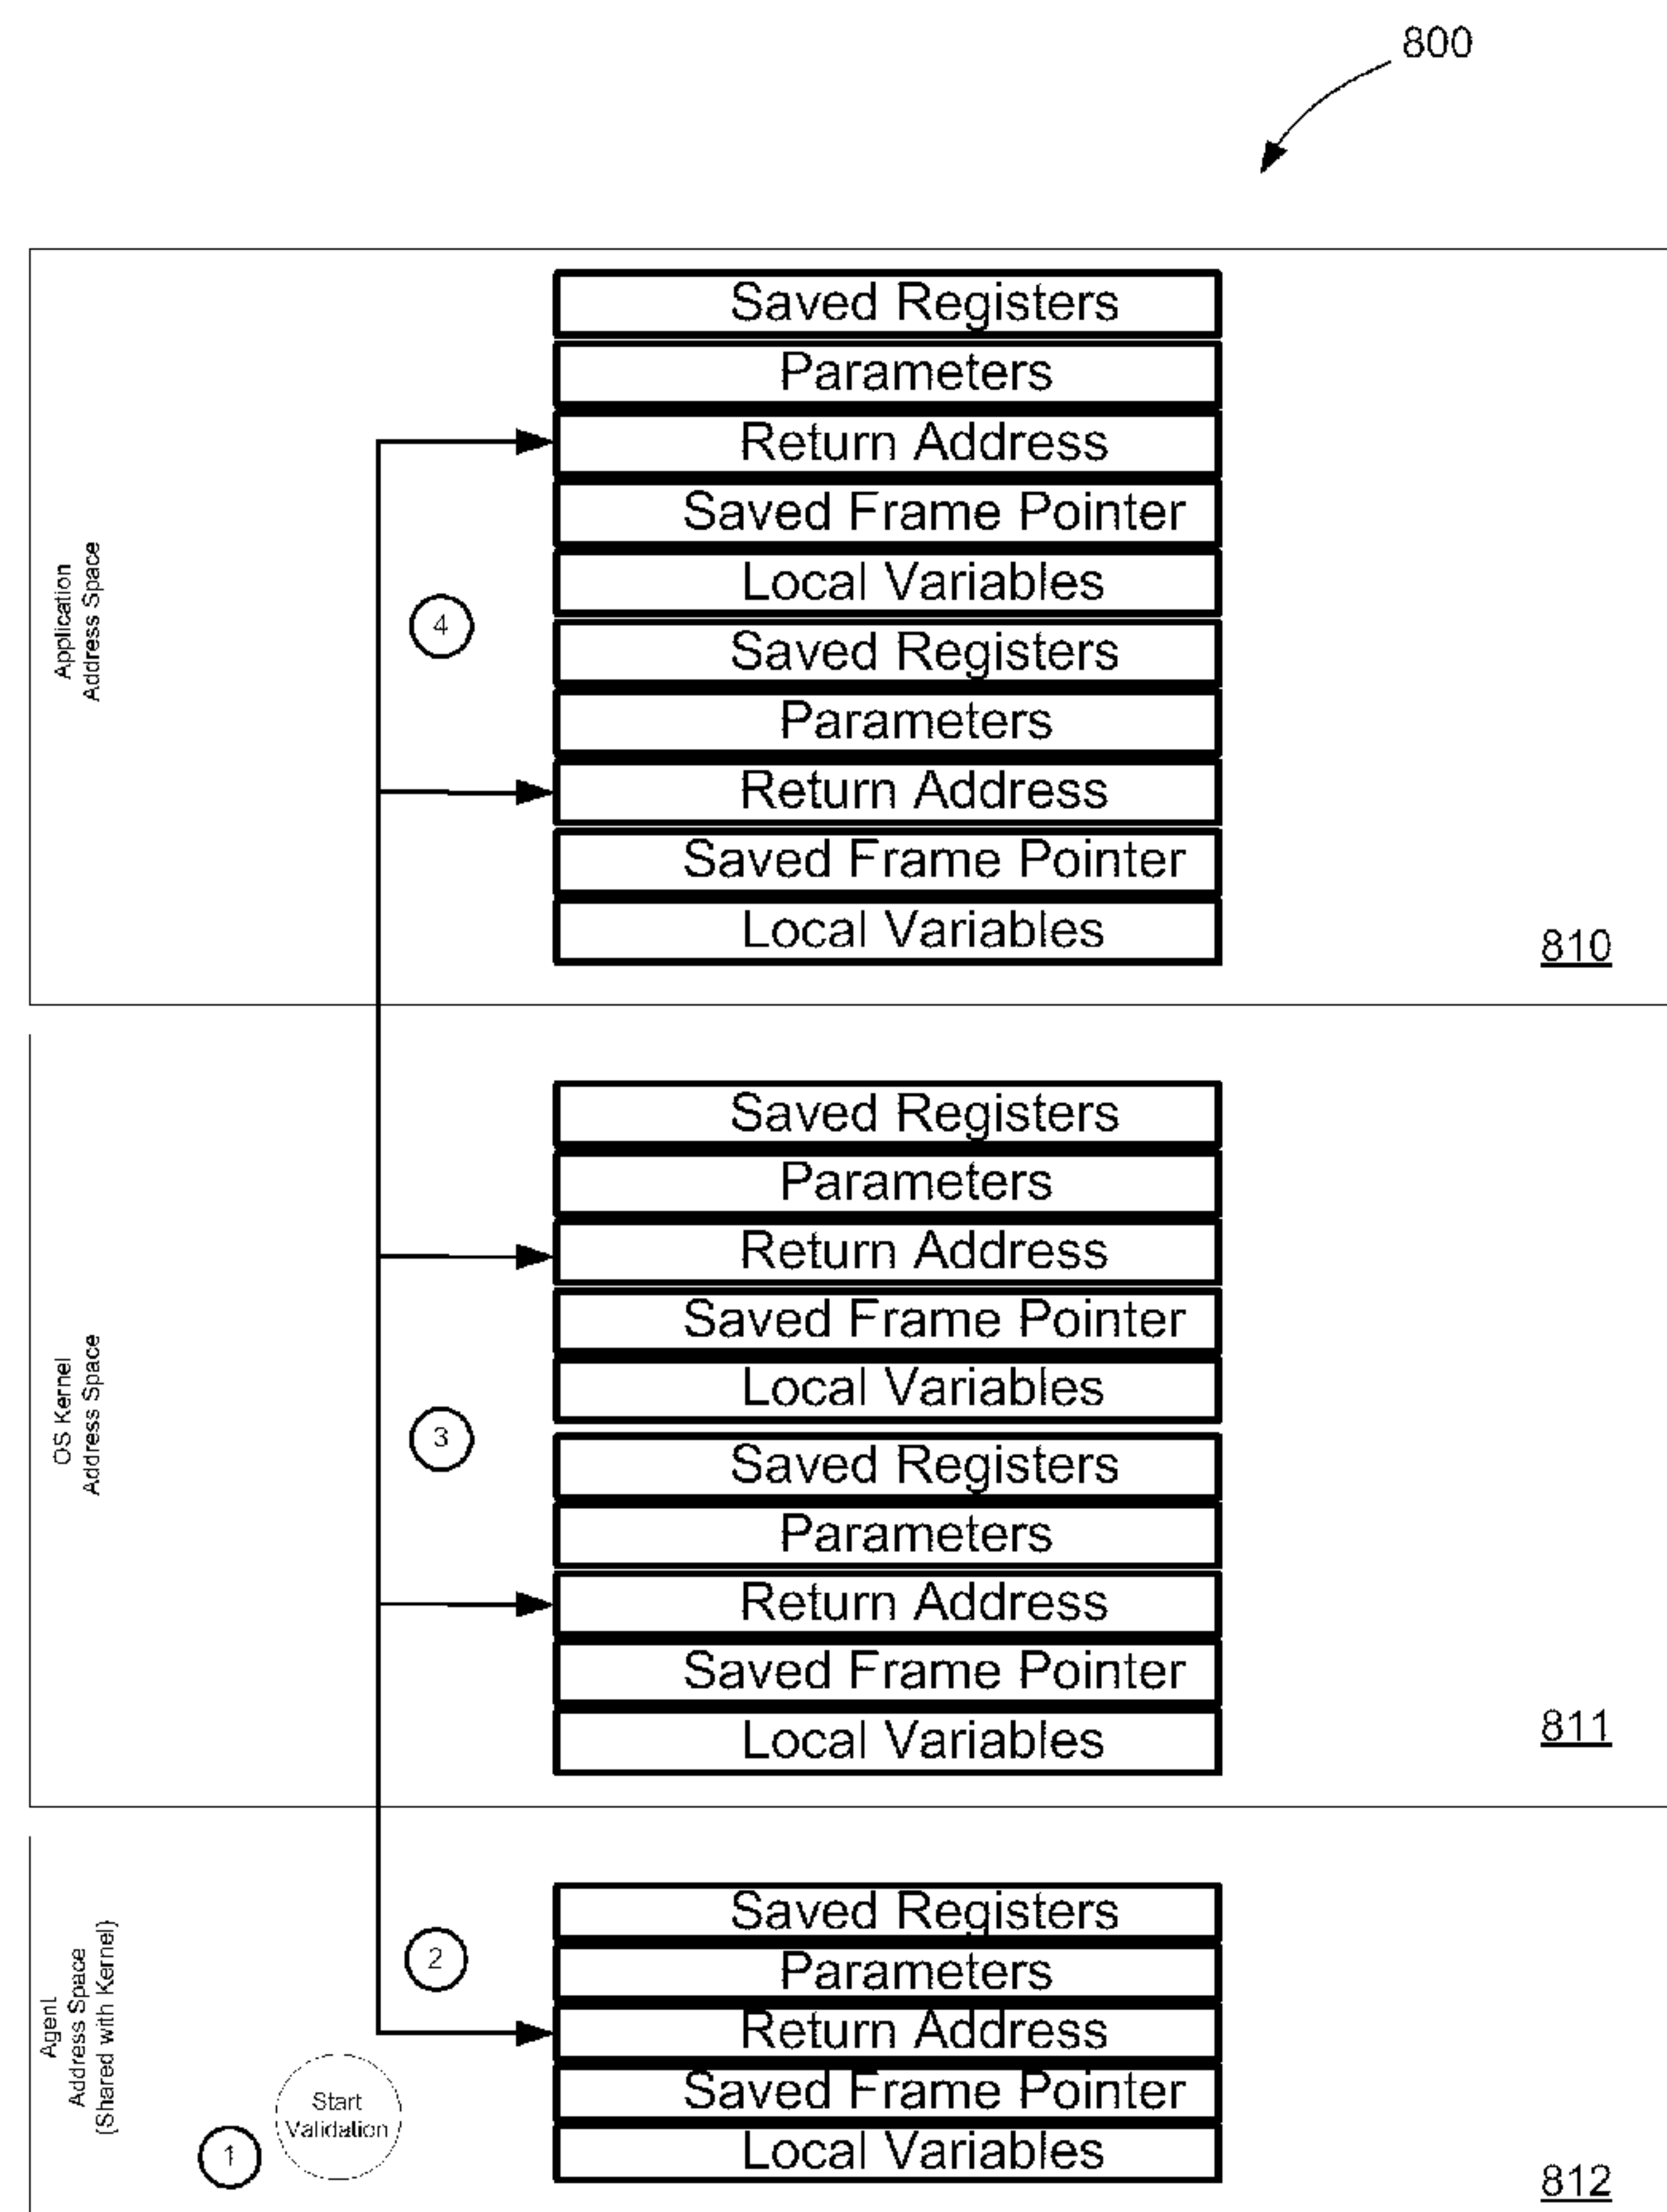 800
Application
Address Space
Saved Registers
Parameters
Return Address
Saved Frame Pointer
Local Variables
4
Saved Registers
Parameters
Return Address
Saved Frame Pointer
Local Variables
810
OS Kernel
Address Space
Saved Registers
Parameters
Return Address
Saved Frame Pointer
Local Variables
3
Saved Registers
Parameters
Return Address
Saved Frame Pointer
Local Variables
811
Agent
Address Space
(Shared with Kernel)
2
Saved Registers
Parameters
Return Address
Saved Frame Pointer
Local Variables
1
Start
Validation
812